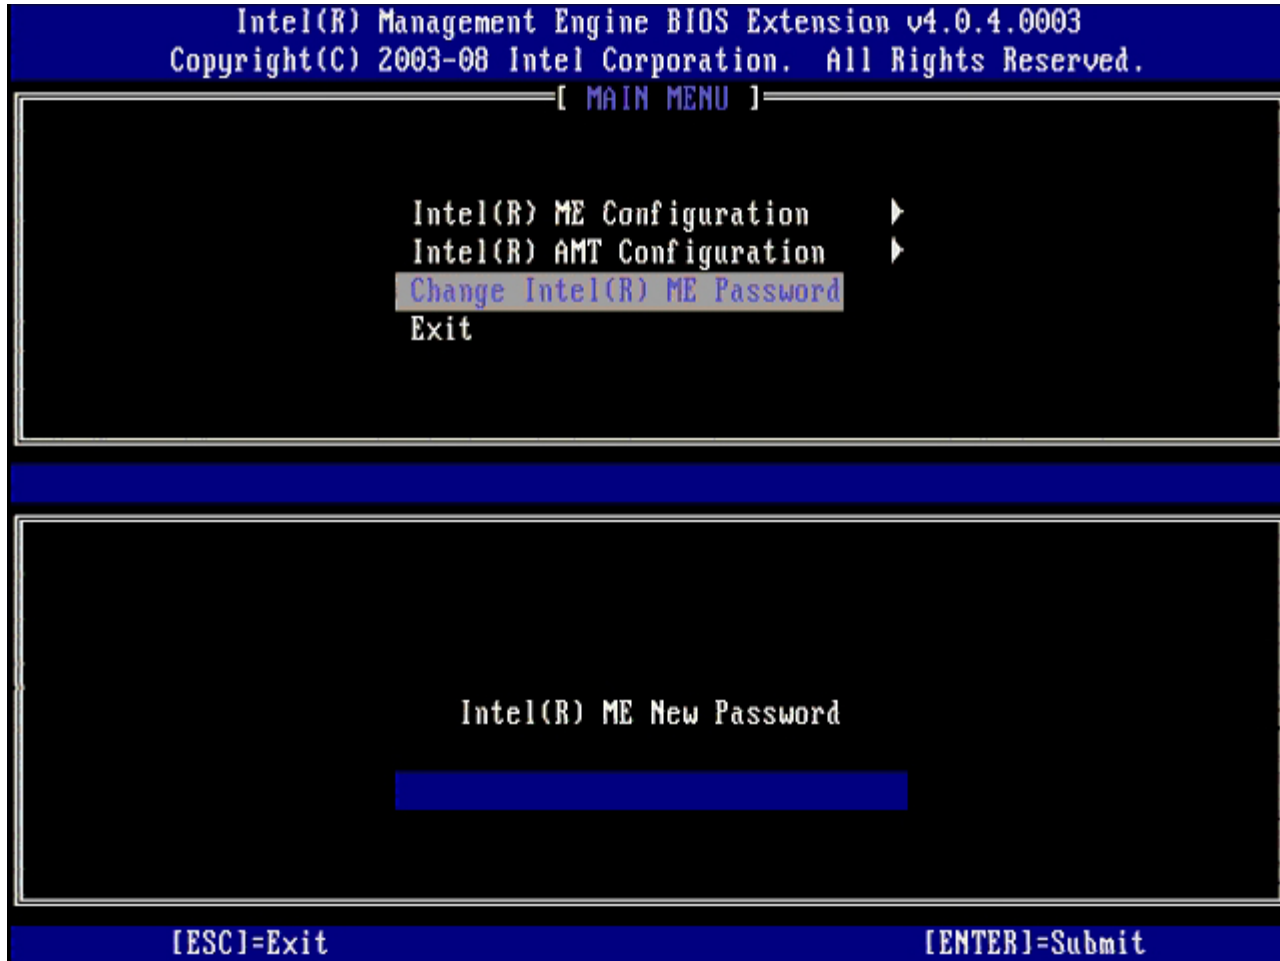 Intel(R) Management Engine BIOS Extension v4.0.4.0003
Copyright(C) 2003-08 Intel Corporation. All Rights Reserved.
[ MAIN MENU ]
Intel(R) ME Configuration
Intel(R) AMT Configuration
Change Intel(R) ME Password
Exit
Intel(R) ME New Password
[ESC]=Exit [ENTER]=Submit